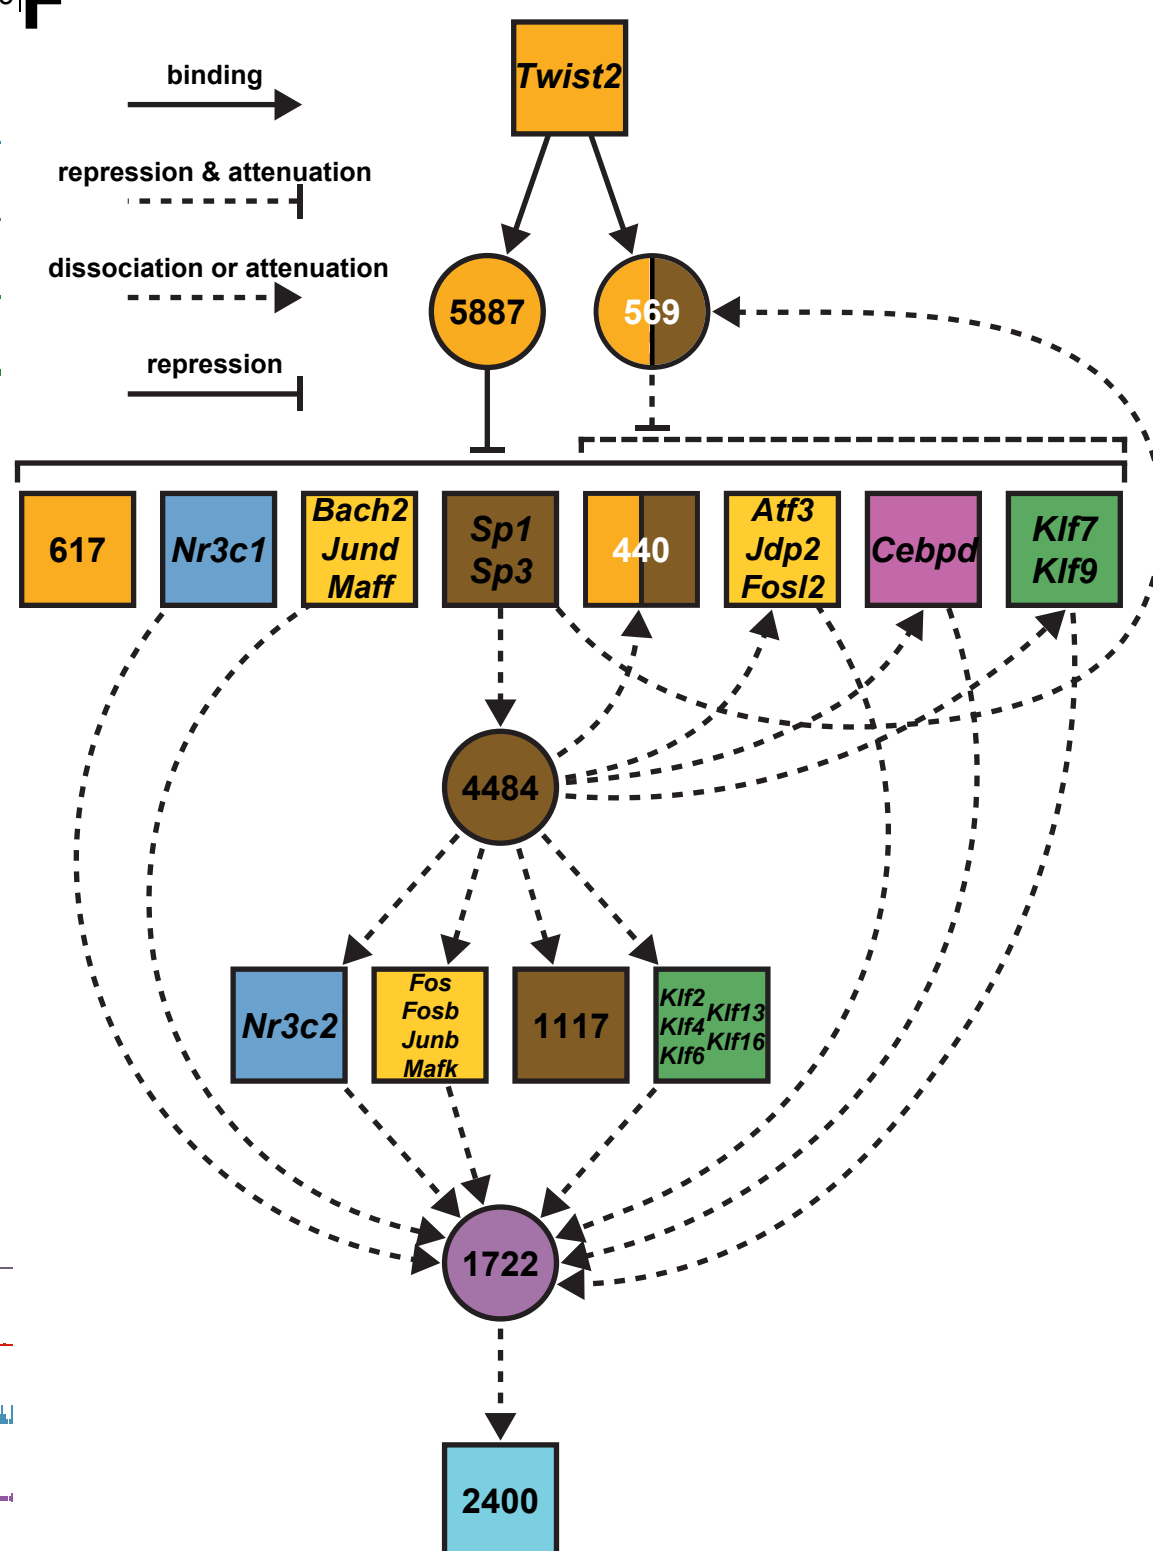 F
binding
repression & attenuation
dissociation or attenuation
repression
Twist2
5887
569
617
Nr3c1
Bach2
Jund
Maff
Sp1
Sp3
440
Atf3
Jdp2
Fosl2
Cebpd
Klf7
Klf9
4484
Nr3c2
Fos
Fosb
Junb
Mafk
1117
Klf2
Klf4
Klf6
Klf13
Klf16
1722
2400